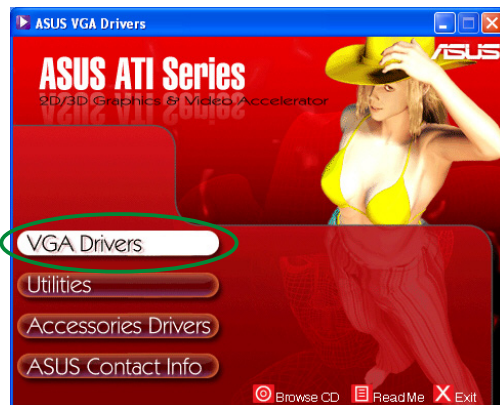 ASUS VGA Drivers
ASUS
ASUS ATI Series
2D/3D Graphics & Video Accelerator
VGA Drivers
Utilities
Accessories Drivers
ASUS Contact Info
Browse CD ReadMe Exit